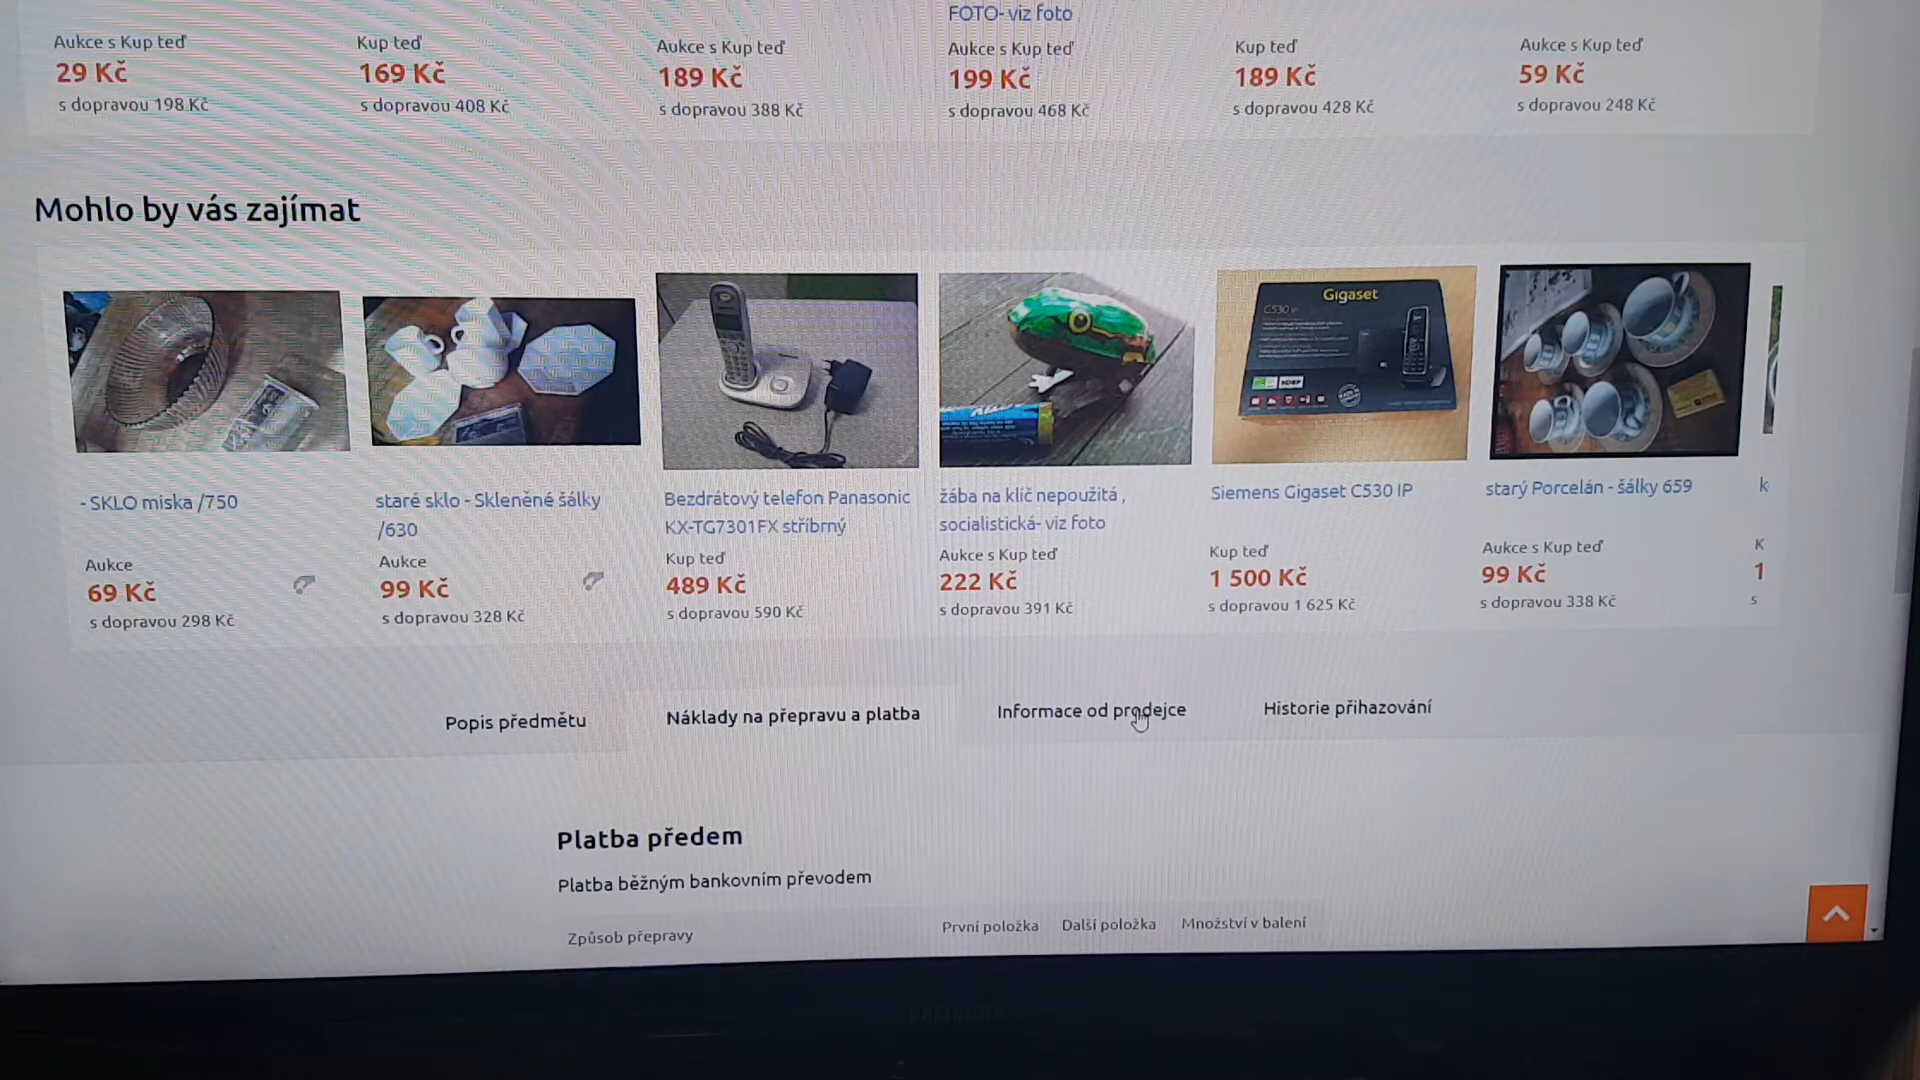 FOTO- viz foto
Aukce s Kup teď
29 Kč
s dopravou 198 Kč
Kup teď
169 Kč
s dopravou 408 Kč
Aukce s Kup teď
189 Kč
s dopravou 388 Kč
Aukce s Kup teď
199 Kč
s dopravou 468 Kč
Kup teď
189 Kč
s dopravou 428 Kč
Aukce s Kup teď
59 Kč
s dopravou 248 Kč
Mohlo by vás zajímat
Gigaset
C530 IP
- SKLO miska /750
Aukce
69 Kč
s dopravou 298 Kč
staré sklo - Skleněné šálky
/630
Aukce
99 Kč
s dopravou 328 Kč
Bezdrátový telefon Panasonic
KX-TG7301FX stříbrný
Kup teď
489 Kč
s dopravou 590 Kč
žába na klíč nepoužitá ,
socialistická- viz foto
Aukce s Kup teď
222 Kč
s dopravou 391 Kč
Siemens Gigaset C530 IP
Kup teď
1 500 Kč
s dopravou 1 625 Kč
starý Porcelán - šálky 659
Aukce s Kup teď
99 Kč
s dopravou 338 Kč
K
1
s
Popis předmětu
Náklady na přepravu a platba
Informace od prodejce
Historie přihazování
Platba předem
Platba běžným bankovním převodem
Způsob přepravy
První položka
Další položka
Množství v balení
SAMSUNG